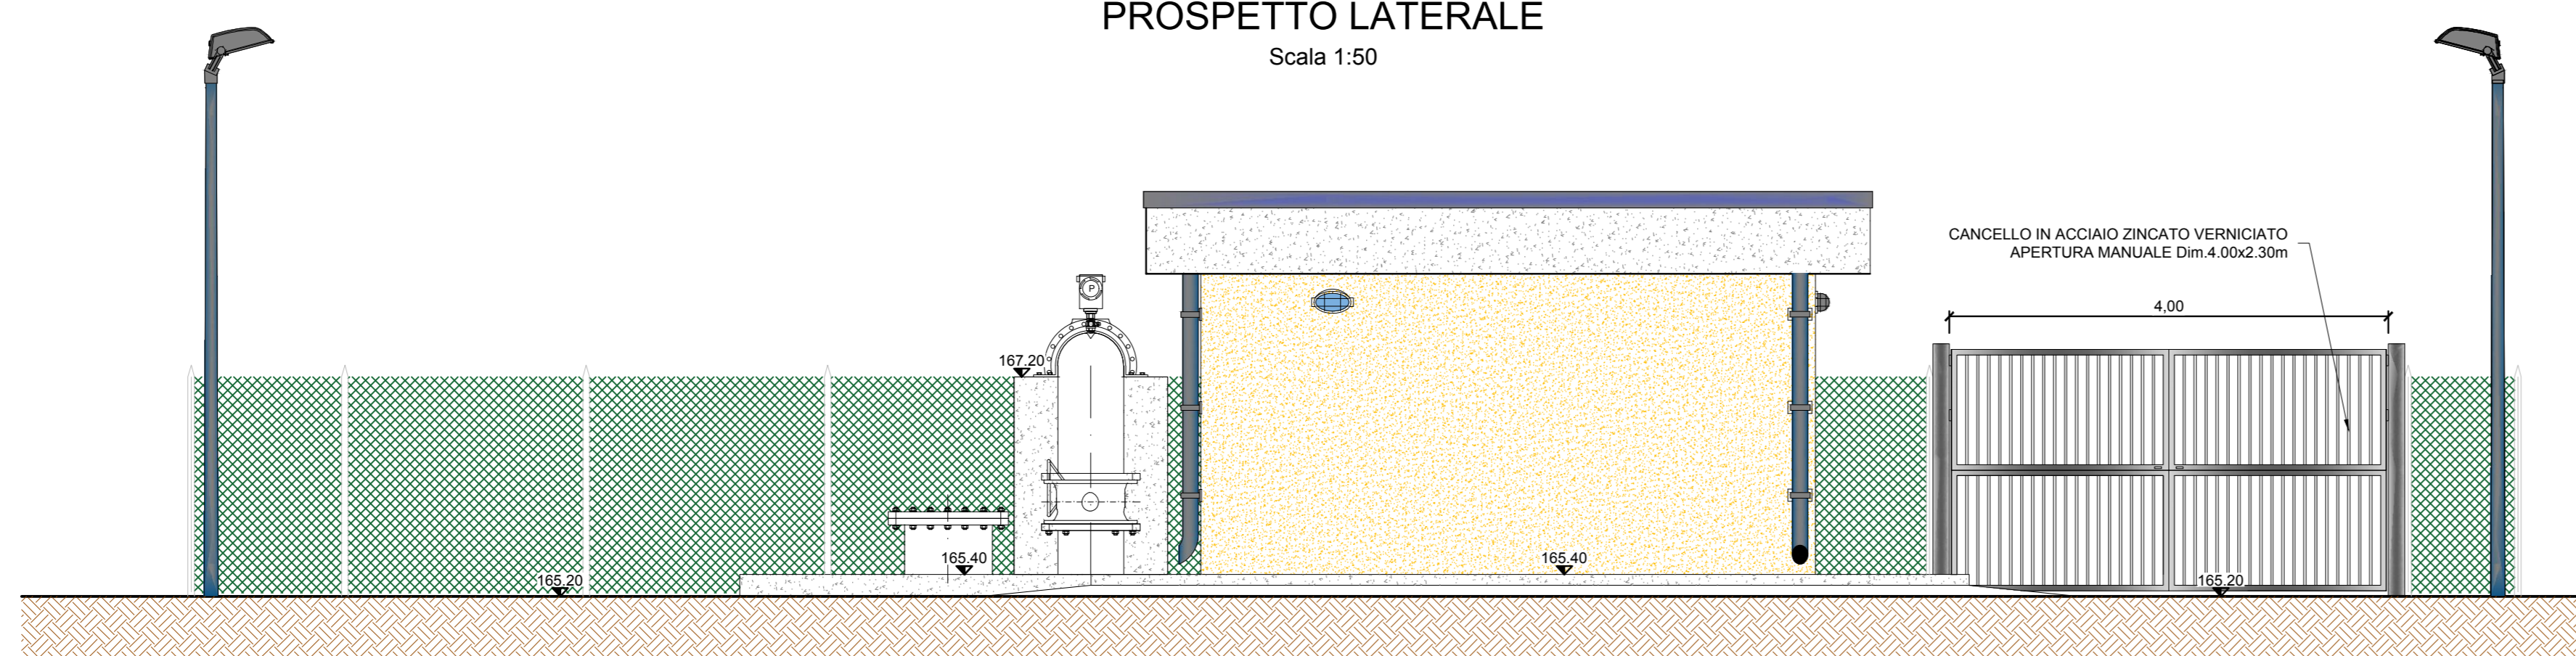 PROSPETTO LATERALE
Scala 1:50
CANCELLO IN ACCIAIO ZINCATO VERNICIATO
APERTURA MANUALE Dim.4.00x2.30m
P
4,00
167.20
165.40
165.40
165.20
165.20